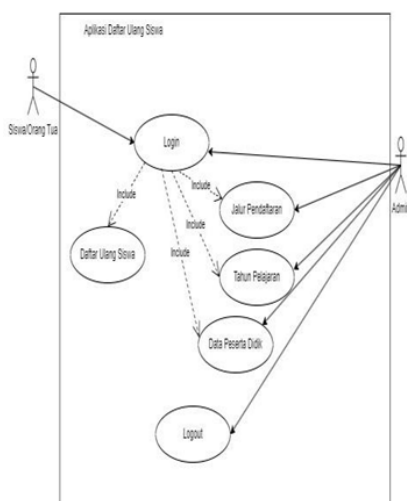 Aplikasi Daftar Ulang Siswa
Siswa/Orang Tua
Login
Admin
Include
Include
Include
Include
Jalur Pendaftaran
Daftar Ulang Siswa
Tahun Pelajaran
Data Peserta Didik
Logout